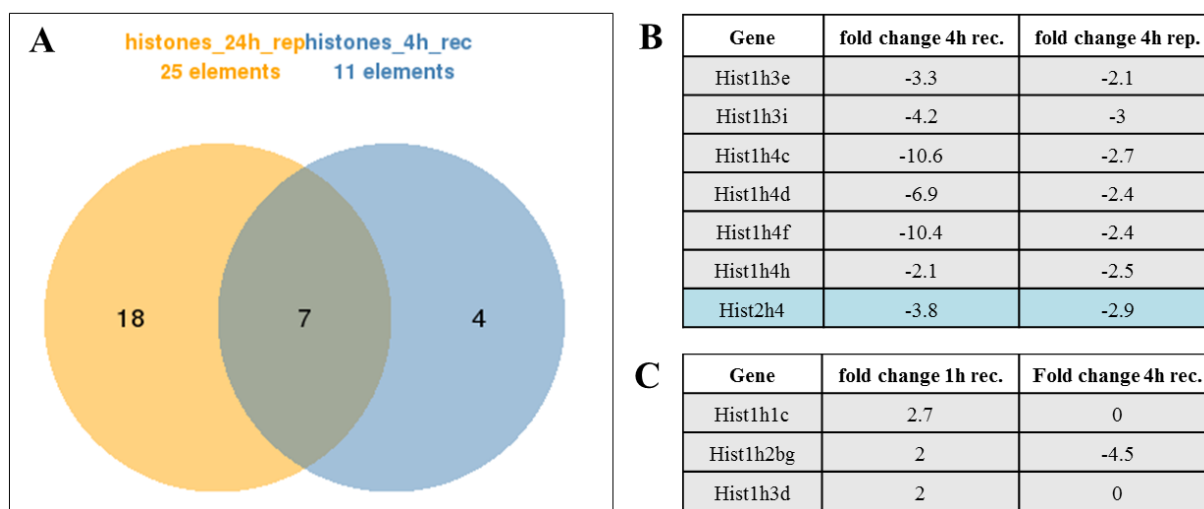 A
histones_24h_rephistones_4h_rec
25 elements 11 elements
18 7 4
B
Gene fold change 4h rec. fold change 4h rep.
Hist1h3e -3.3 -2.1
Hist1h3i -4.2 -3
Hist1h4c -10.6 -2.7
Hist1h4d -6.9 -2.4
Hist1h4f -10.4 -2.4
Hist1h4h -2.1 -2.5
Hist2h4 -3.8 -2.9
C
Gene fold change 1h rec. Fold change 4h rec.
Hist1h1c 2.7 0
Hist1h2bg 2 -4.5
Hist1h3d 2 0